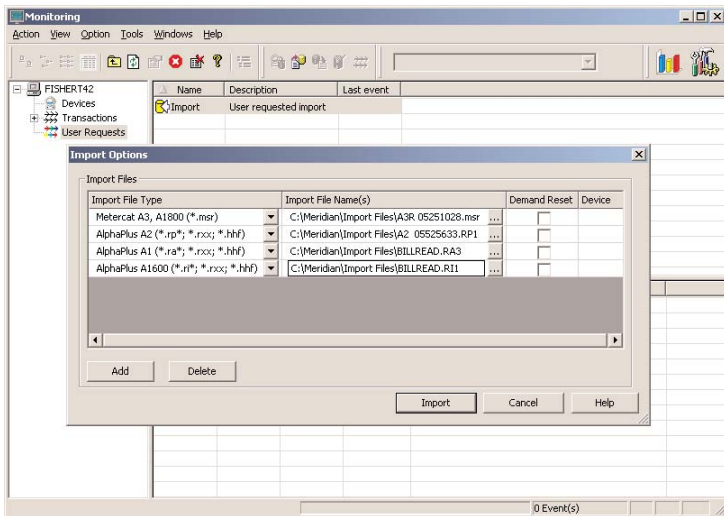 Monitoring
Action View Option Tools Windows Help
FISHERT42
Devices
Transactions
User Requests
Name Description Last event
Import User requested import
Import Options
Import Files
Import File Type Import File Name(s) Demand Reset Device
Metercat A3, A1800 (*.msr) C:\Meridian\Import Files\A3R 05251028.msr ...
AlphaPlus A2 (*.rp*; *.rxx; *.hhf) C:\Meridian\Import Files\A2 05525633.RP1 ...
AlphaPlus A1 (*.ra*; *.rxx; *.hhf) C:\Meridian\Import Files\BILLREAD.RA3 ...
AlphaPlus A1600 (*.ri*; *.rxx; *.hhf) C:\Meridian\Import Files\BILLREAD.RI1 ...
Add Delete
Import Cancel Help
0 Event(s)